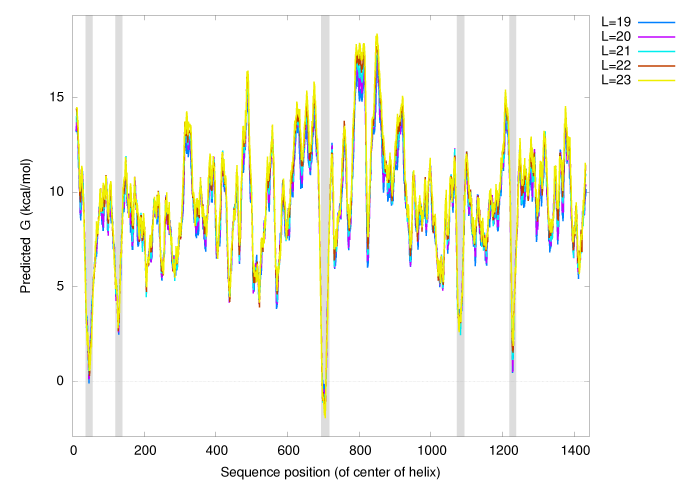 L=19
L=20
L=21
L=22
L=23
15
10
5
0
Predicted G (kcal/mol)
0 200 400 600 800 1000 1200 1400
Sequence position (of center of helix)